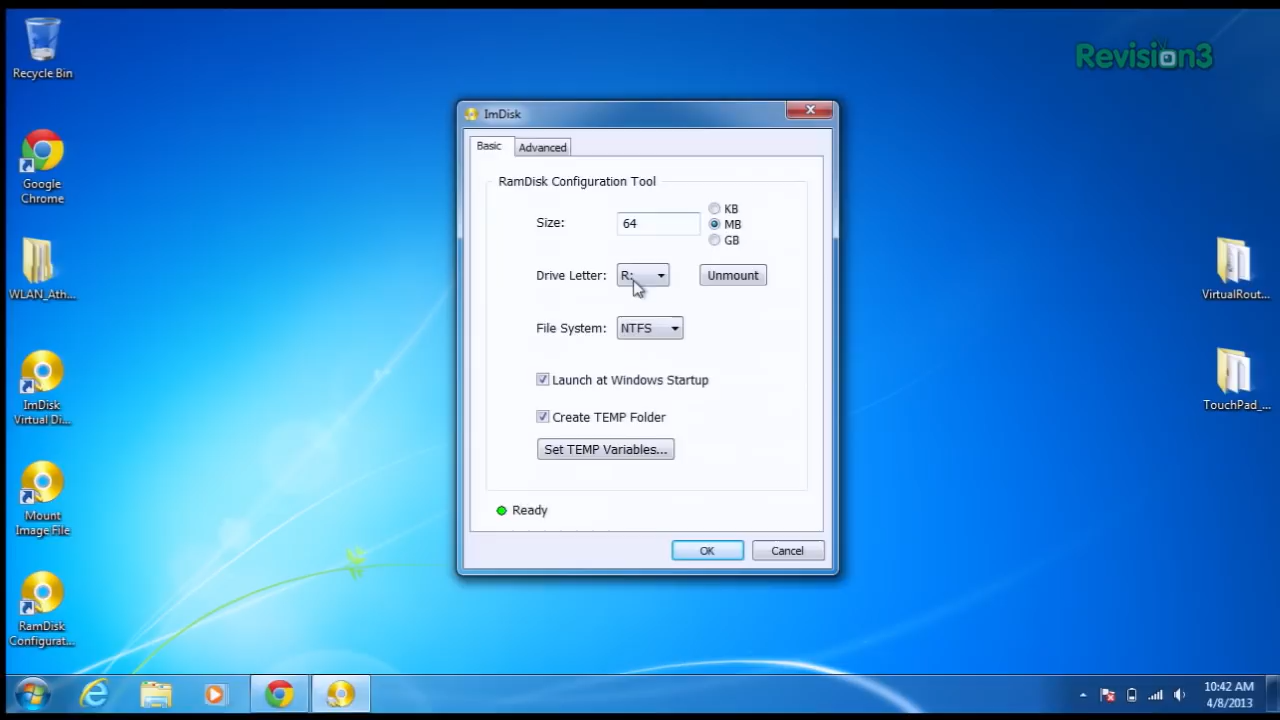 Recycle Bin
Revision3
Google
Chrome
WLAN_Ath...
ImDisk
Virtual Di...
Mount
Image File
RamDisk
Configurat...
ImDisk
Basic
Advanced
RamDisk Configuration Tool
Size:
64
KB
MB
GB
Drive Letter:
R:
Unmount
File System:
NTFS
Launch at Windows Startup
Create TEMP Folder
Set TEMP Variables...
Ready
OK
Cancel
VirtualRout...
TouchPad_...
10:42 AM
4/8/2013